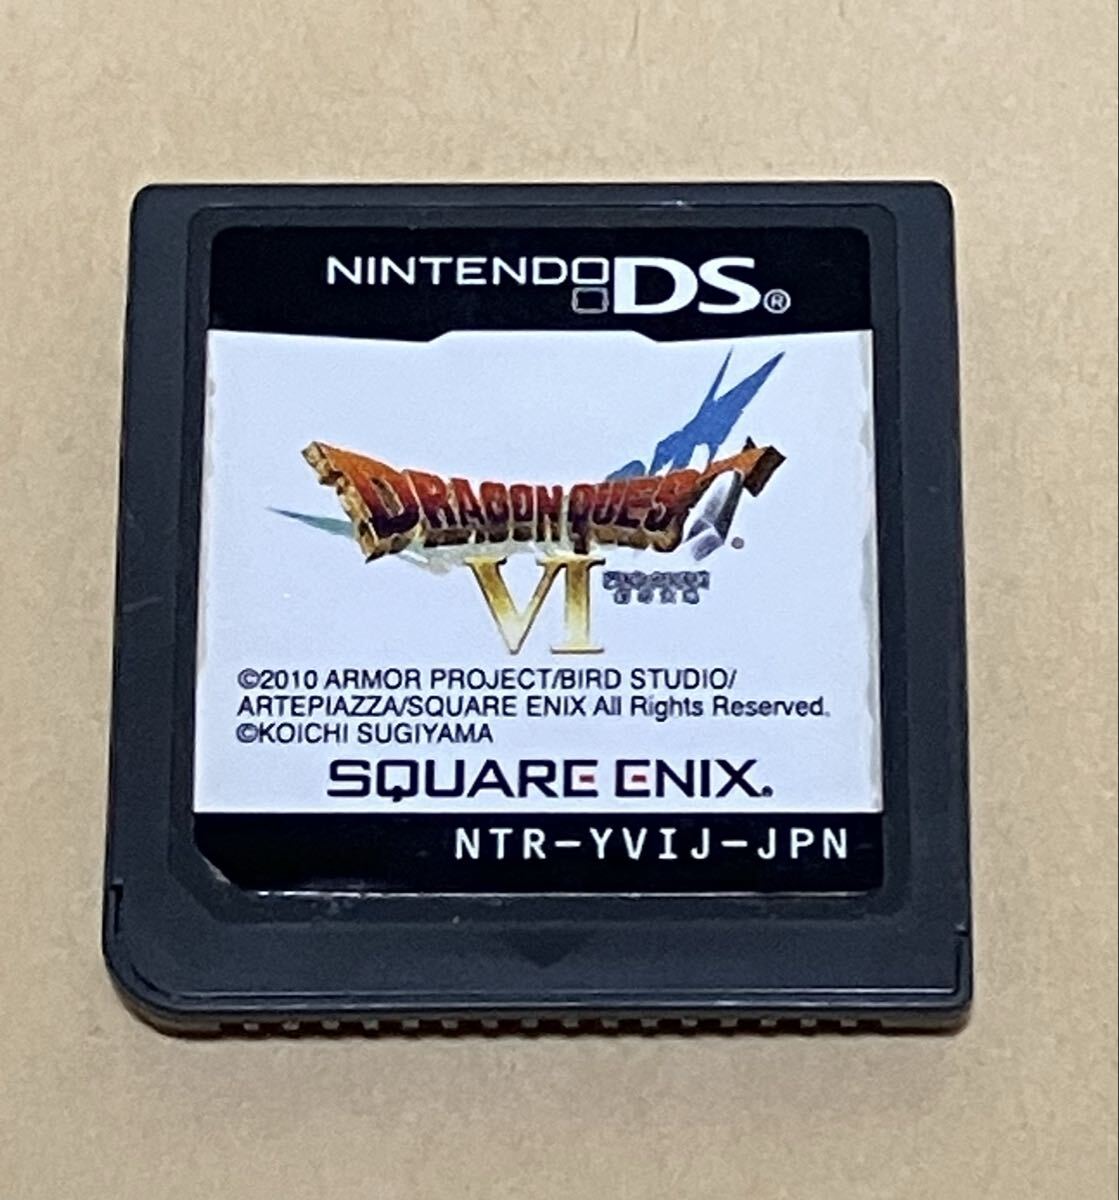 NINTENDO DS®
DRAGON QUEST
VI
©2010 ARMOR PROJECT/BIRD STUDIO/
ARTEPIAZZA/SQUARE ENIX All Rights Reserved.
©KOICHI SUGIYAMA
SQUARE ENIX.
NTR-YVIJ-JPN